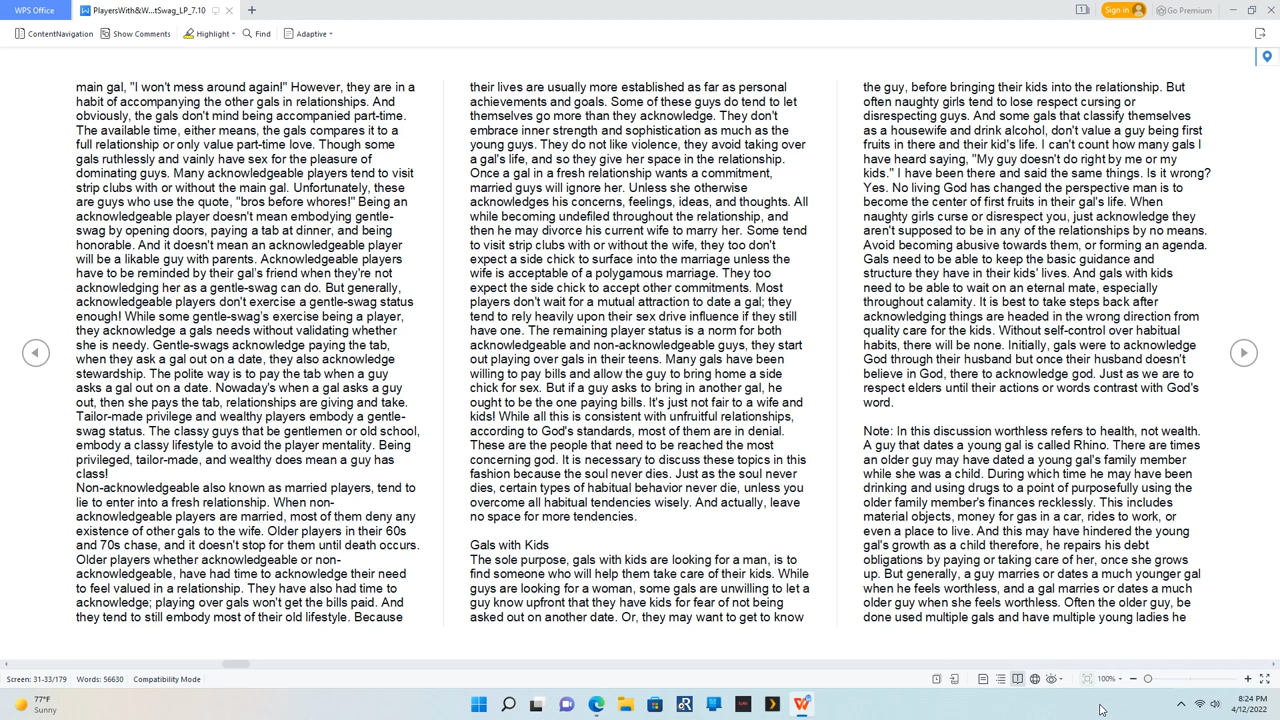 WPS Office
PlayersWith&W...tSwag_LP_7.10
Sign in
Go Premium
ContentNavigation
Show Comments
Highlight
Find
Adaptive
main gal, "I won't mess around again!" However, they are in a
habit of accompanying the other gals in relationships. And
obviously, the gals don't mind being accompanied part-time.
The available time, either means, the gals compares it to a
full relationship or only value part-time love. Though some
gals ruthlessly and vainly have sex for the pleasure of
dominating guys. Many acknowledgeable players tend to visit
strip clubs with or without the main gal. Unfortunately, these
are guys who use the quote, "bros before whores!" Being an
acknowledgeable player doesn't mean embodying gentle-
swag by opening doors, paying a tab at dinner, and being
honorable. And it doesn't mean an acknowledgeable player
will be a likable guy with parents. Acknowledgeable players
have to be reminded by their gal's friend when they're not
acknowledging her as a gentle-swag can do. But generally,
acknowledgeable players don't exercise a gentle-swag status
enough! While some gentle-swag's exercise being a player,
they acknowledge a gals needs without validating whether
she is needy. Gentle-swags acknowledge paying the tab,
when they ask a gal out on a date, they also acknowledge
stewardship. The polite way is to pay the tab when a guy
asks a gal out on a date. Nowaday's when a gal asks a guy
out, then she pays the tab, relationships are giving and take.
Tailor-made privilege and wealthy players embody a gentle-
swag status. The classy guys that be gentlemen or old school,
embody a classy lifestyle to avoid the player mentality. Being
privileged, tailor-made, and wealthy does mean a guy has
class!
Non-acknowledgeable also known as married players, tend to
lie to enter into a fresh relationship. When non-
acknowledgeable players are married, most of them deny any
existence of other gals to the wife. Older players in their 60s
and 70s chase, and it doesn't stop for them until death occurs.
Older players whether acknowledgeable or non-
acknowledgeable, have had time to acknowledge their need
to feel valued in a relationship. They have also had time to
acknowledge; playing over gals won't get the bills paid. And
they tend to still embody most of their old lifestyle. Because
their lives are usually more established as far as personal
achievements and goals. Some of these guys do tend to let
themselves go more than they acknowledge. They don't
embrace inner strength and sophistication as much as the
young guys. They do not like violence, they avoid taking over
a gal's life, and so they give her space in the relationship.
Once a gal in a fresh relationship wants a commitment,
married guys will ignore her. Unless she otherwise
acknowledges his concerns, feelings, ideas, and thoughts. All
while becoming undefiled throughout the relationship, and
then he may divorce his current wife to marry her. Some tend
to visit strip clubs with or without the wife, they too don't
expect a side chick to surface into the marriage unless the
wife is acceptable of a polygamous marriage. They too
expect the side chick to accept other commitments. Most
players don't wait for a mutual attraction to date a gal; they
tend to rely heavily upon their sex drive influence if they still
have one. The remaining player status is a norm for both
acknowledgeable and non-acknowledgeable guys, they start
out playing over gals in their teens. Many gals have been
willing to pay bills and allow the guy to bring home a side
chick for sex. But if a guy asks to bring in another gal, he
ought to be the one paying bills. It's just not fair to a wife and
kids! While all this is consistent with unfruitful relationships,
according to God's standards, most of them are in denial.
These are the people that need to be reached the most
concerning god. It is necessary to discuss these topics in this
fashion because the soul never dies. Just as the soul never
dies, certain types of habitual behavior never die, unless you
overcome all habitual tendencies wisely. And actually, leave
no space for more tendencies.
Gals with Kids
The sole purpose, gals with kids are looking for a man, is to
find someone who will help them take care of their kids. While
guys are looking for a woman, some gals are unwilling to let a
guy know upfront that they have kids for fear of not being
asked out on another date. Or, they may want to get to know
the guy, before bringing their kids into the relationship. But
often naughty girls tend to lose respect cursing or
disrespecting guys. And some gals that classify themselves
as a housewife and drink alcohol, don't value a guy being first
fruits in there and their kid's life. I can't count how many gals I
have heard saying, "My guy doesn't do right by me or my
kids." I have been there and said the same things. Is it wrong?
Yes. No living God has changed the perspective man is to
become the center of first fruits in their gal's life. When
naughty girls curse or disrespect you, just acknowledge they
aren't supposed to be in any of the relationships by no means.
Avoid becoming abusive towards them, or forming an agenda.
Gals need to be able to keep the basic guidance and
structure they have in their kids' lives. And gals with kids
need to be able to wait on an eternal mate, especially
throughout calamity. It is best to take steps back after
acknowledging things are headed in the wrong direction from
quality care for the kids. Without self-control over habitual
habits, there will be none. Initially, gals were to acknowledge
God through their husband but once their husband doesn't
believe in God, there to acknowledge god. Just as we are to
respect elders until their actions or words contrast with God's
word.
Note: In this discussion worthless refers to health, not wealth.
A guy that dates a young gal is called Rhino. There are times
an older guy may have dated a young gal's family member
while she was a child. During which time he may have been
drinking and using drugs to a point of purposefully using the
older family member's finances recklessly. This includes
material objects, money for gas in a car, rides to work, or
even a place to live. And this may have hindered the young
gal's growth as a child therefore, he repairs his debt
obligations by paying or taking care of her, once she grows
up. But generally, a guy marries or dates a much younger gal
when he feels worthless, and a gal marries or dates a much
older guy when she feels worthless. Often the older guy, be
done used multiple gals and have multiple young ladies he
Screen: 31-33/179
Words: 56630
Compatibility Mode
100%
77°F
Sunny
8:24 PM
4/12/2022